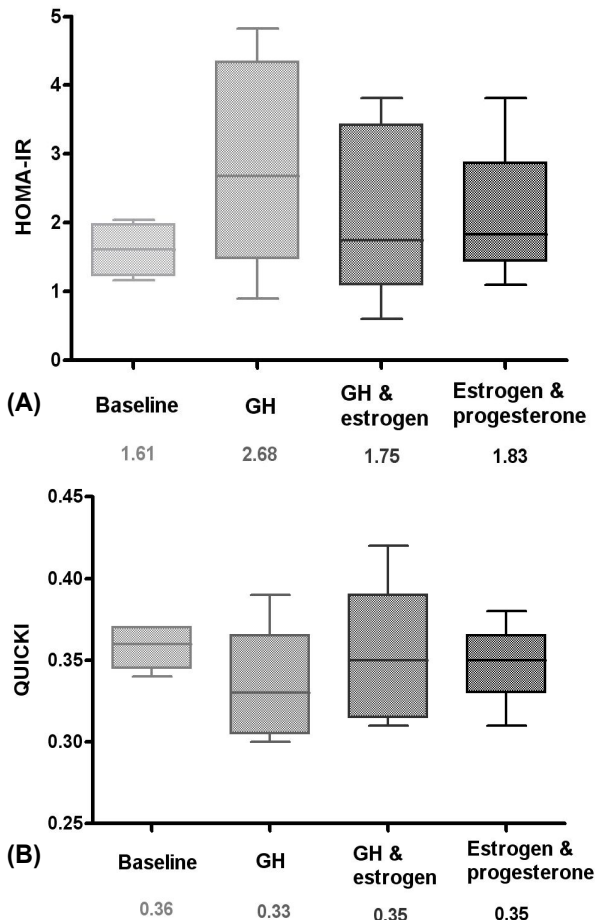 5
4
3
2
1
0
HOMA-IR
(A)
Baseline
GH
GH &
estrogen
Estrogen &
progesterone
1.61
2.68
1.75
1.83
0.45
0.40
0.35
0.30
0.25
QUICKI
(B)
Baseline
GH
GH &
estrogen
Estrogen &
progesterone
0.36
0.33
0.35
0.35